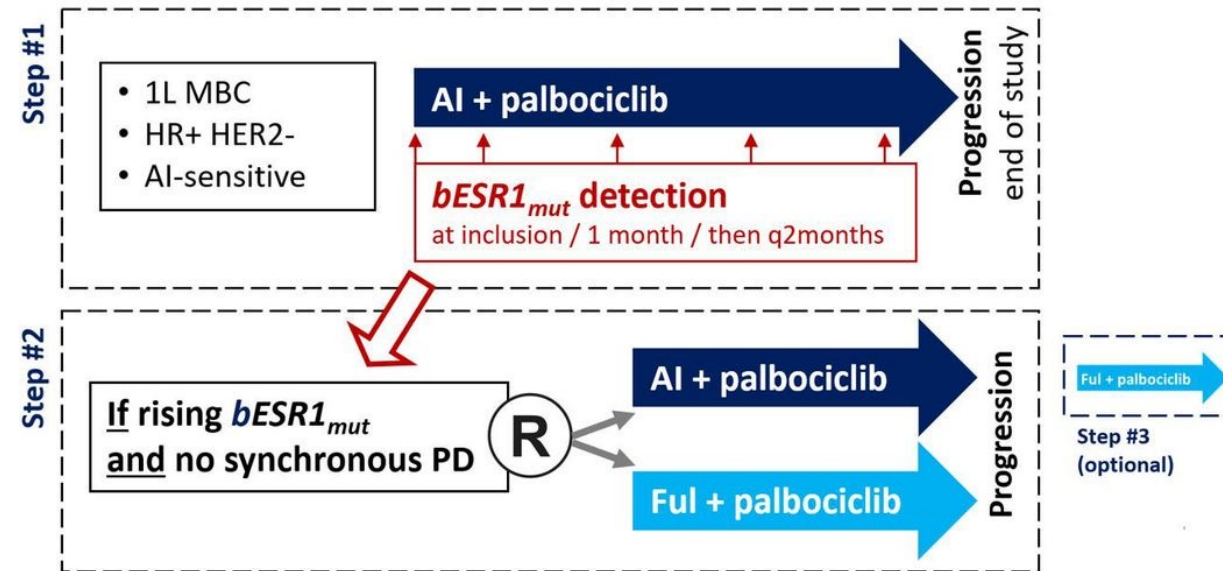 Step #1
• 1L MBC
• HR+ HER2-
• AI-sensitive
AI + palbociclib
bESR1mut detection
at inclusion / 1 month / then q2months
Progression
end of study
Step #2
If rising bESR1mut
and no synchronous PD
R
AI + palbociclib
Ful + palbociclib
Progression
Ful + palbociclib
Step #3
(optional)